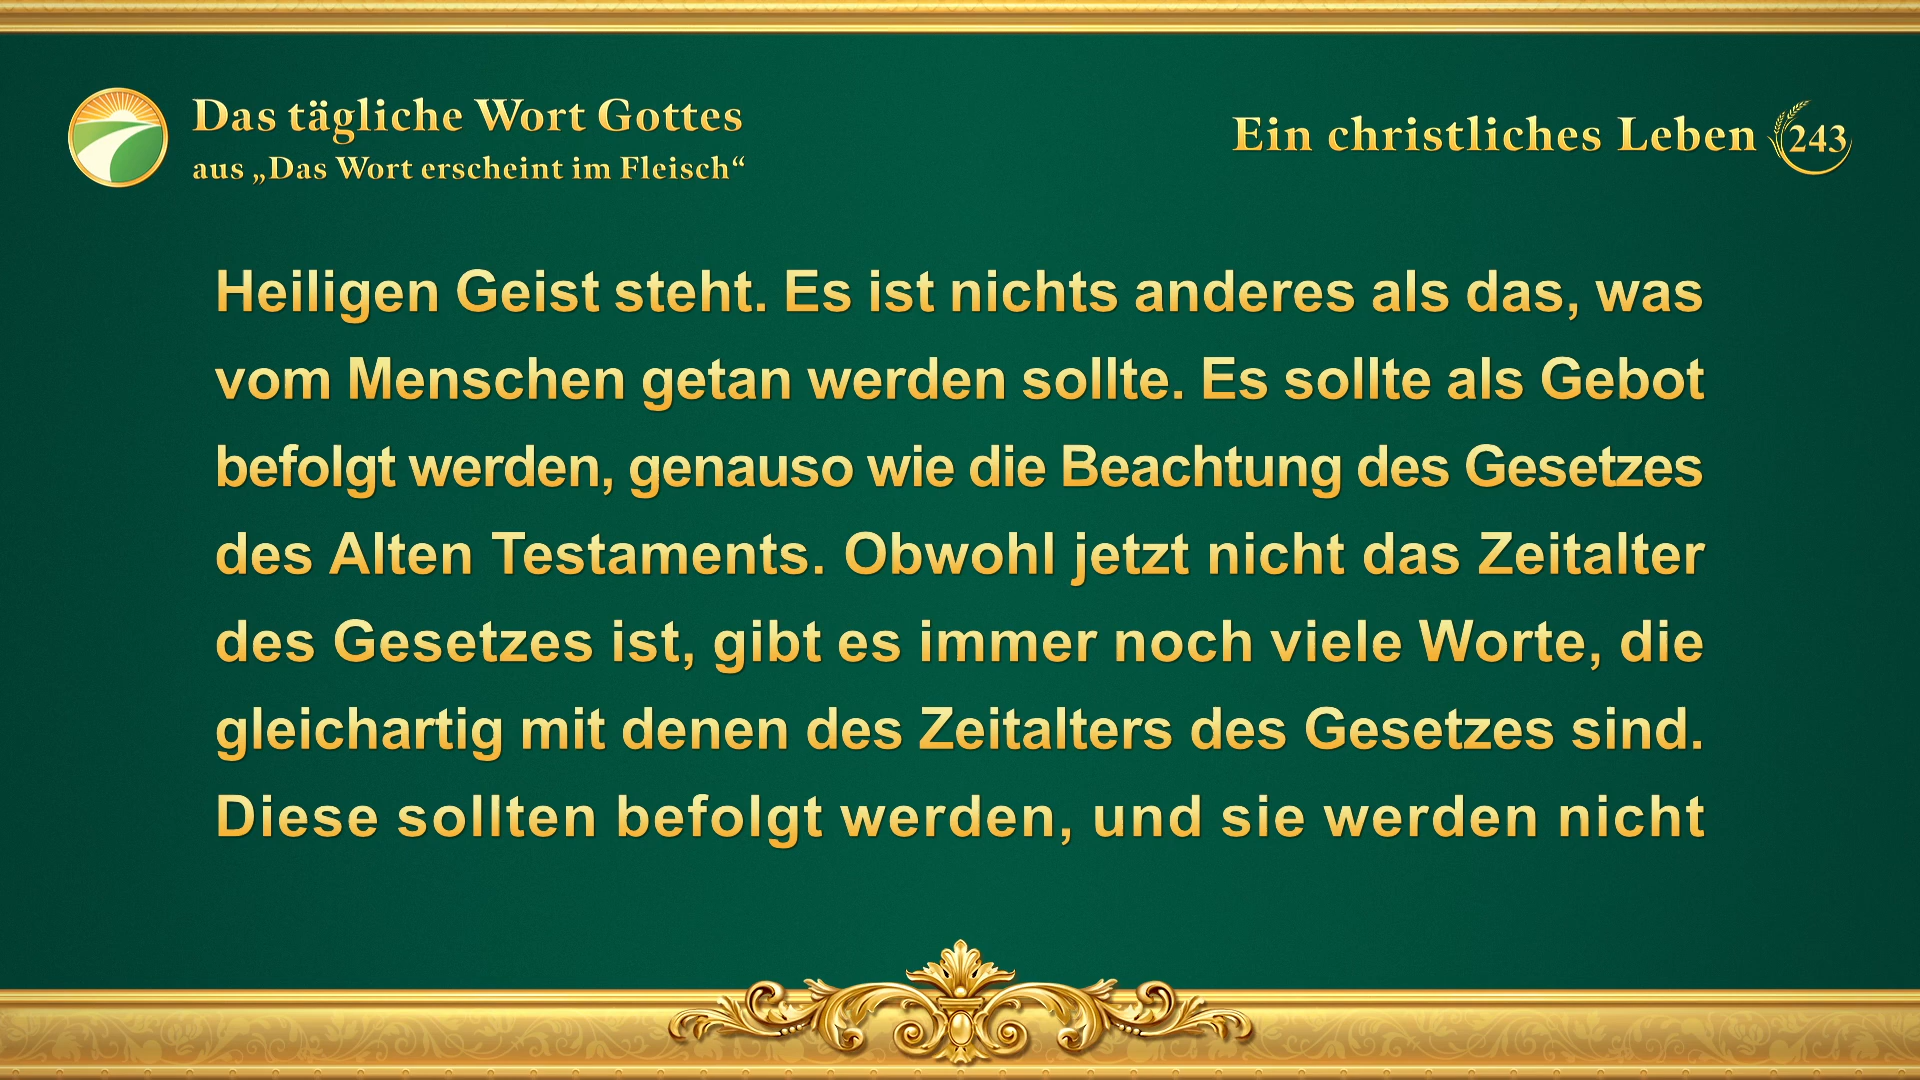 Das tägliche Wort Gottes
aus „Das Wort erscheint im Fleisch“
Ein christliches Leben 243
Heiligen Geist steht. Es ist nichts anderes als das, was
vom Menschen getan werden sollte. Es sollte als Gebot
befolgt werden, genauso wie die Beachtung des Gesetzes
des Alten Testaments. Obwohl jetzt nicht das Zeitalter
des Gesetzes ist, gibt es immer noch viele Worte, die
gleichartig mit denen des Zeitalters des Gesetzes sind.
Diese sollten befolgt werden, und sie werden nicht